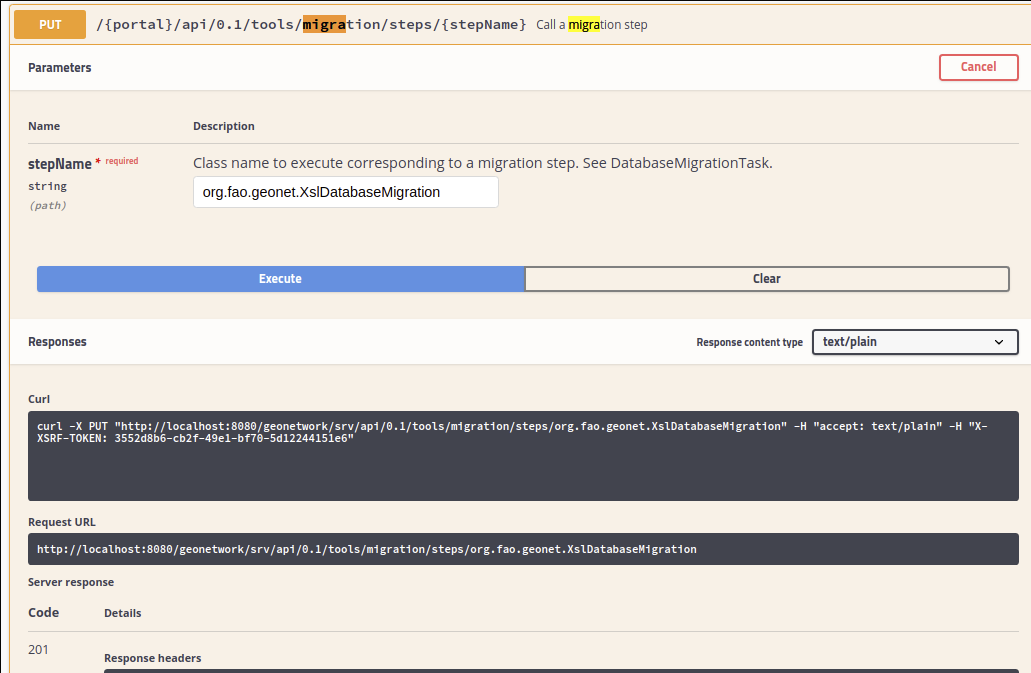 PUT /{portal}/api/0.1/tools/migration/steps/{stepName} Call a migration step
Parameters Cancel
Name Description
stepName * required Class name to execute corresponding to a migration step. See DatabaseMigrationTask.
string org.fao.geonet.XslDatabaseMigration
(path)
Execute Clear
Responses Response content type text/plain
Curl
curl -X PUT "http://localhost:8080/geonetwork/srv/api/0.1/tools/migration/steps/org.fao.geonet.XslDatabaseMigration" -H "accept: text/plain" -H "X-
XSRF-TOKEN: 3552d8b6-cb2f-49e1-bf70-5d12244151e6"
Request URL
http://localhost:8080/geonetwork/srv/api/0.1/tools/migration/steps/org.fao.geonet.XslDatabaseMigration
Server response
Code Details
201
Response headers